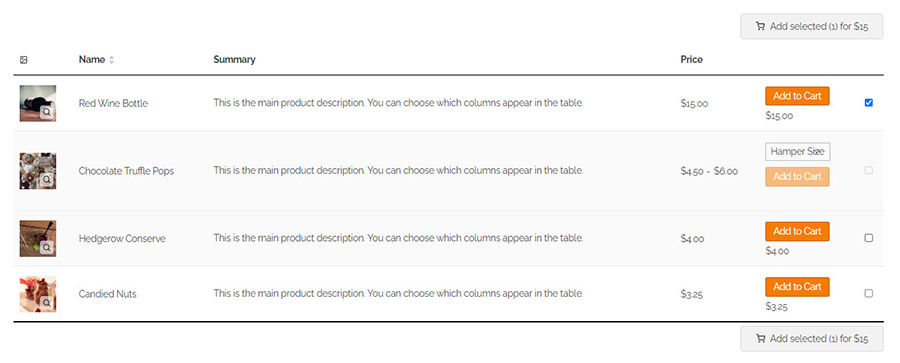 Add selected (1) for $15
Name Summary Price
Red Wine Bottle This is the main product description. You can choose which columns appear in the table. $15.00 Add to Cart
$15.00
Chocolate Truffle Pops This is the main product description. You can choose which columns appear in the table. $4.50 - $6.00 Hamper Size
Add to Cart
Hedgerow Conserve This is the main product description. You can choose which columns appear in the table. $4.00 Add to Cart
$4.00
Candied Nuts This is the main product description. You can choose which columns appear in the table. $3.25 Add to Cart
$3.25
Add selected (1) for $15